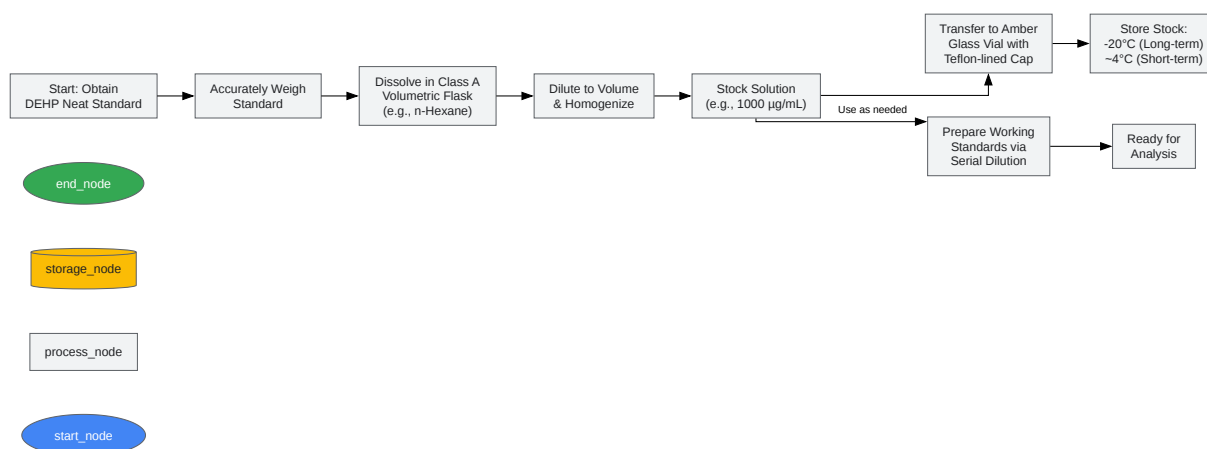 Start: Obtain
DEHP Neat Standard
Accurately Weigh
Standard
Dissolve in Class A
Volumetric Flask
(e.g., n-Hexane)
Dilute to Volume
& Homogenize
Stock Solution
(e.g., 1000 µg/mL)
Transfer to Amber
Glass Vial with
Teflon-lined Cap
Store Stock:
-20°C (Long-term)
~4°C (Short-term)
Use as needed
Prepare Working
Standards via
Serial Dilution
Ready for
Analysis
end_node
storage_node
process_node
start_node